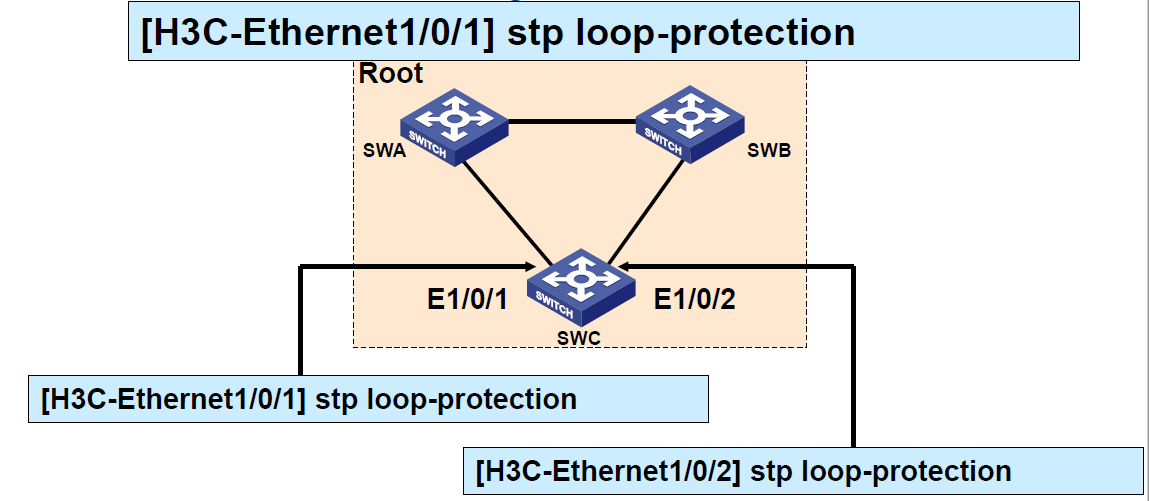 [H3C-Ethernet1/0/1] stp loop-protection
Root
SWITCH
SWITCH
SWA
SWB
E1/0/1
SWITCH
E1/0/2
SWC
[H3C-Ethernet1/0/1] stp loop-protection
[H3C-Ethernet1/0/2] stp loop-protection